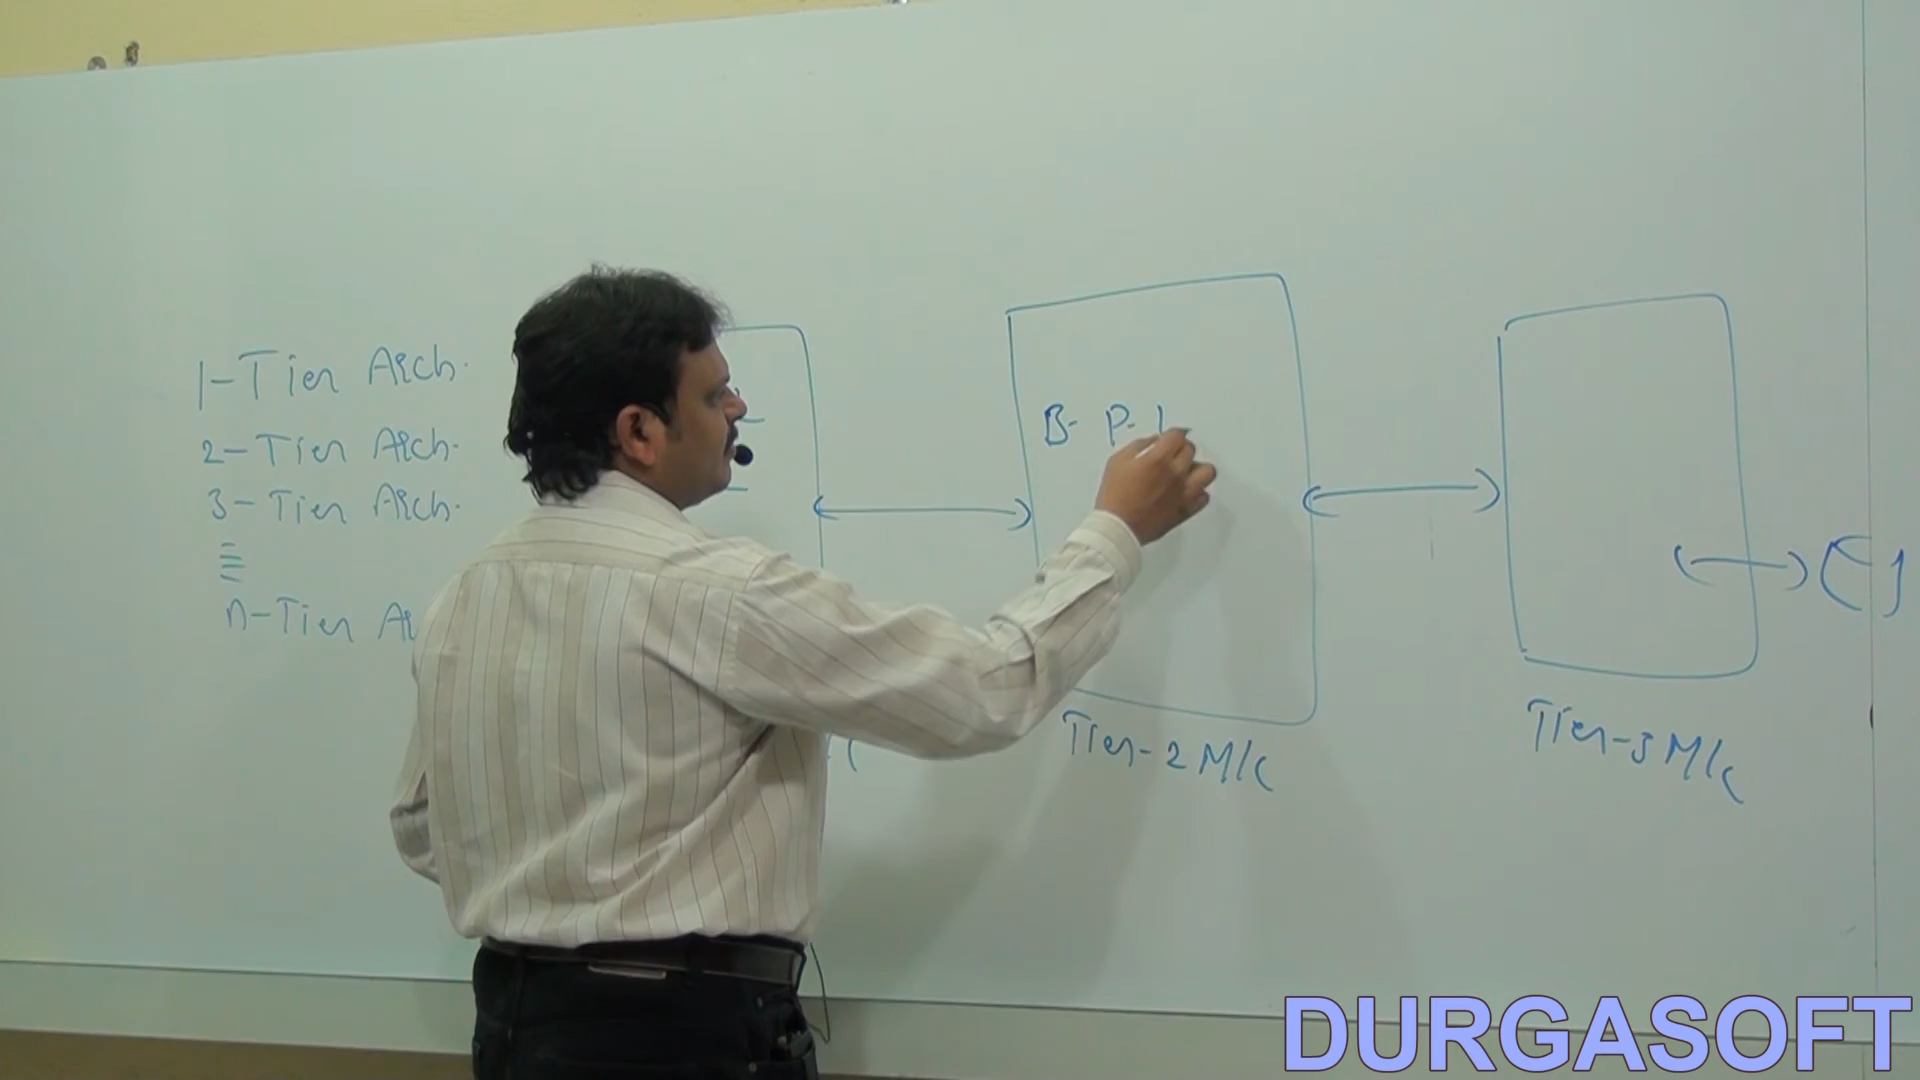 1-Tier Arch.
2-Tier Arch.
3-Tier Arch.
n-Tier
B. P. L
Tier-2 M/C
Tier-3 M/C
DURGASOFT